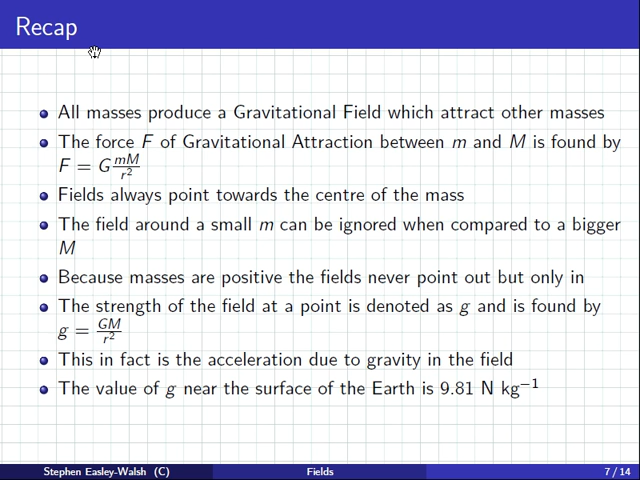 Recap
All masses produce a Gravitational Field which attract other masses
The force F of Gravitational Attraction between m and M is found by
F = G\frac{mM}{r^2}
Fields always point towards the centre of the mass
The field around a small m can be ignored when compared to a bigger
M
Because masses are positive the fields never point out but only in
The strength of the field at a point is denoted as g and is found by
g = \frac{GM}{r^2}
This in fact is the acceleration due to gravity in the field
The value of g near the surface of the Earth is 9.81 N kg⁻¹
Stephen Easley-Walsh (C) Fields 7 / 14